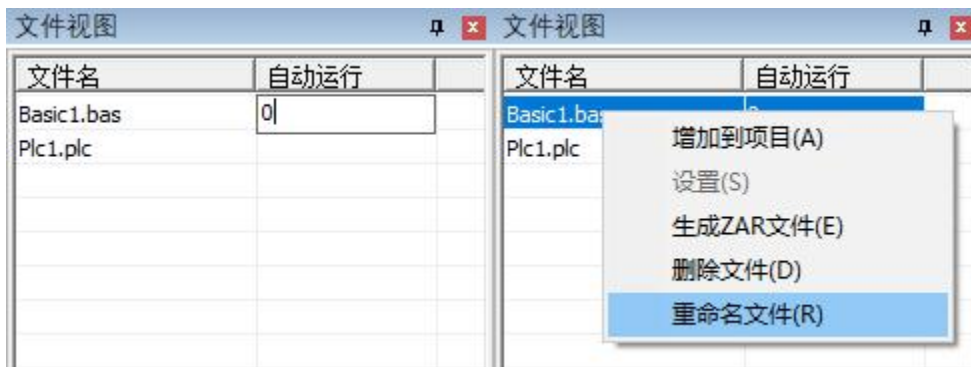 文件视图
文件名 自动运行
Basic1.bas 0
Plc1.plc
文件视图
文件名 自动运行
Basic1.bas
Plc1.plc
增加到项目(A)
设置(S)
生成ZAR文件(E)
删除文件(D)
重命名文件(R)